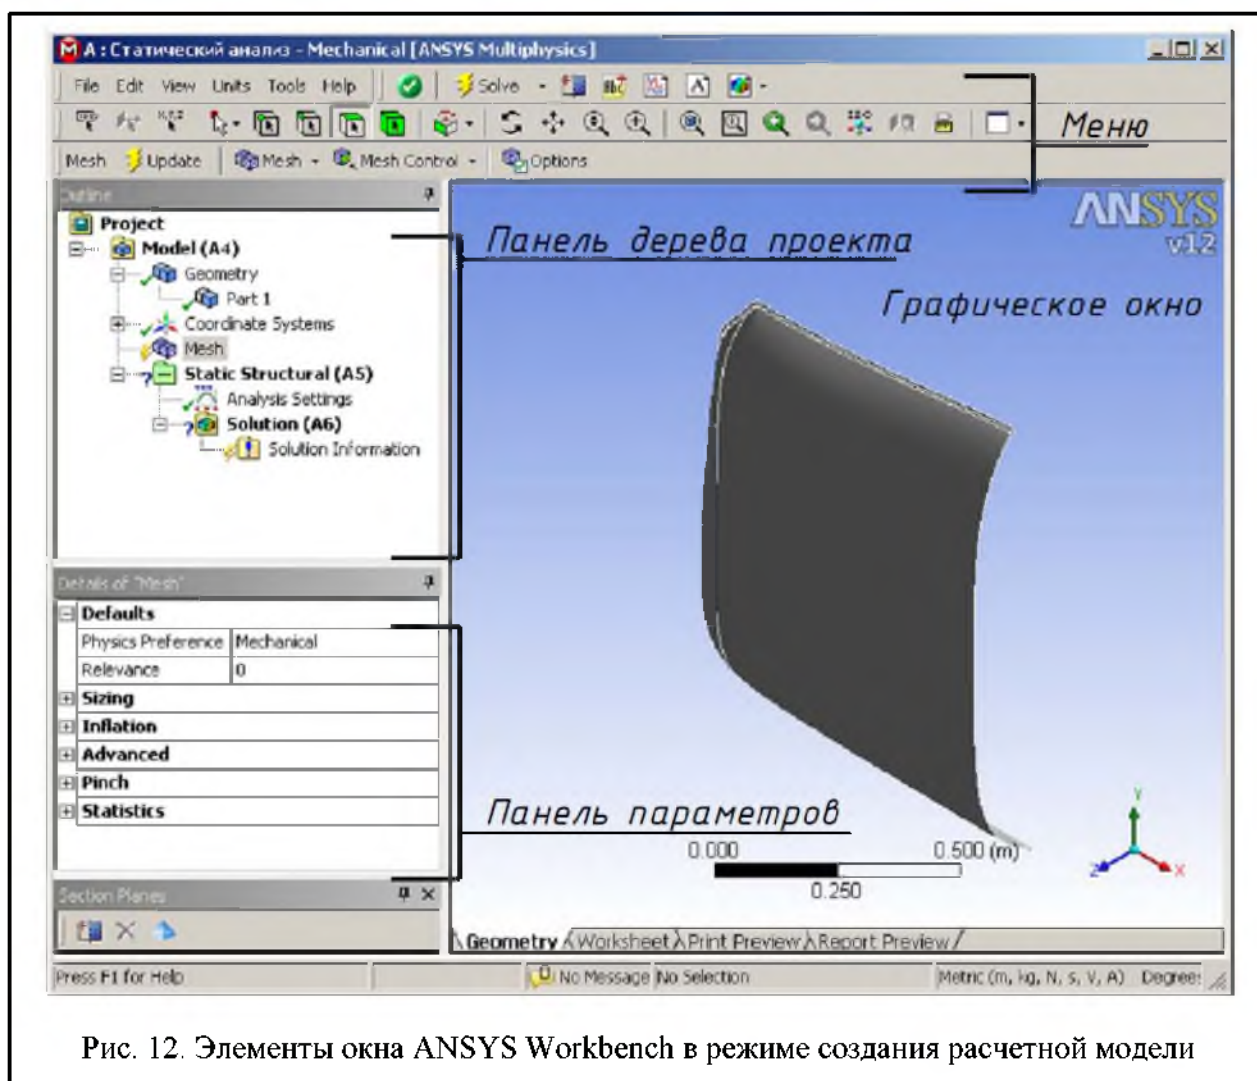 A : Статический анализ - Mechanical [ANSYS Multiphysics]
File Edit View Units Tools Help Solve
Меню
Mesh Update Mesh Mesh Control Options
Outline
ANSYS
v12
Project
Model (A4)
Geometry
Part 1
Coordinate Systems
Mesh
Static Structural (A5)
Analysis Settings
Solution (A6)
Solution Information
Панель дерева проекта
Графическое окно
Details of "Mesh"
Defaults
Physics Preference Mechanical
Relevance 0
Sizing
Inflation
Advanced
Pinch
Statistics
Панель параметров
0.000 0.500 (m)
0.250
Y
Z X
Section Planes
Geometry Worksheet Print Preview Report Preview
Press F1 for Help No Message No Selection Metric (m, kg, N, s, V, A) Degree:
Рис. 12. Элементы окна ANSYS Workbench в режиме создания расчетной модели